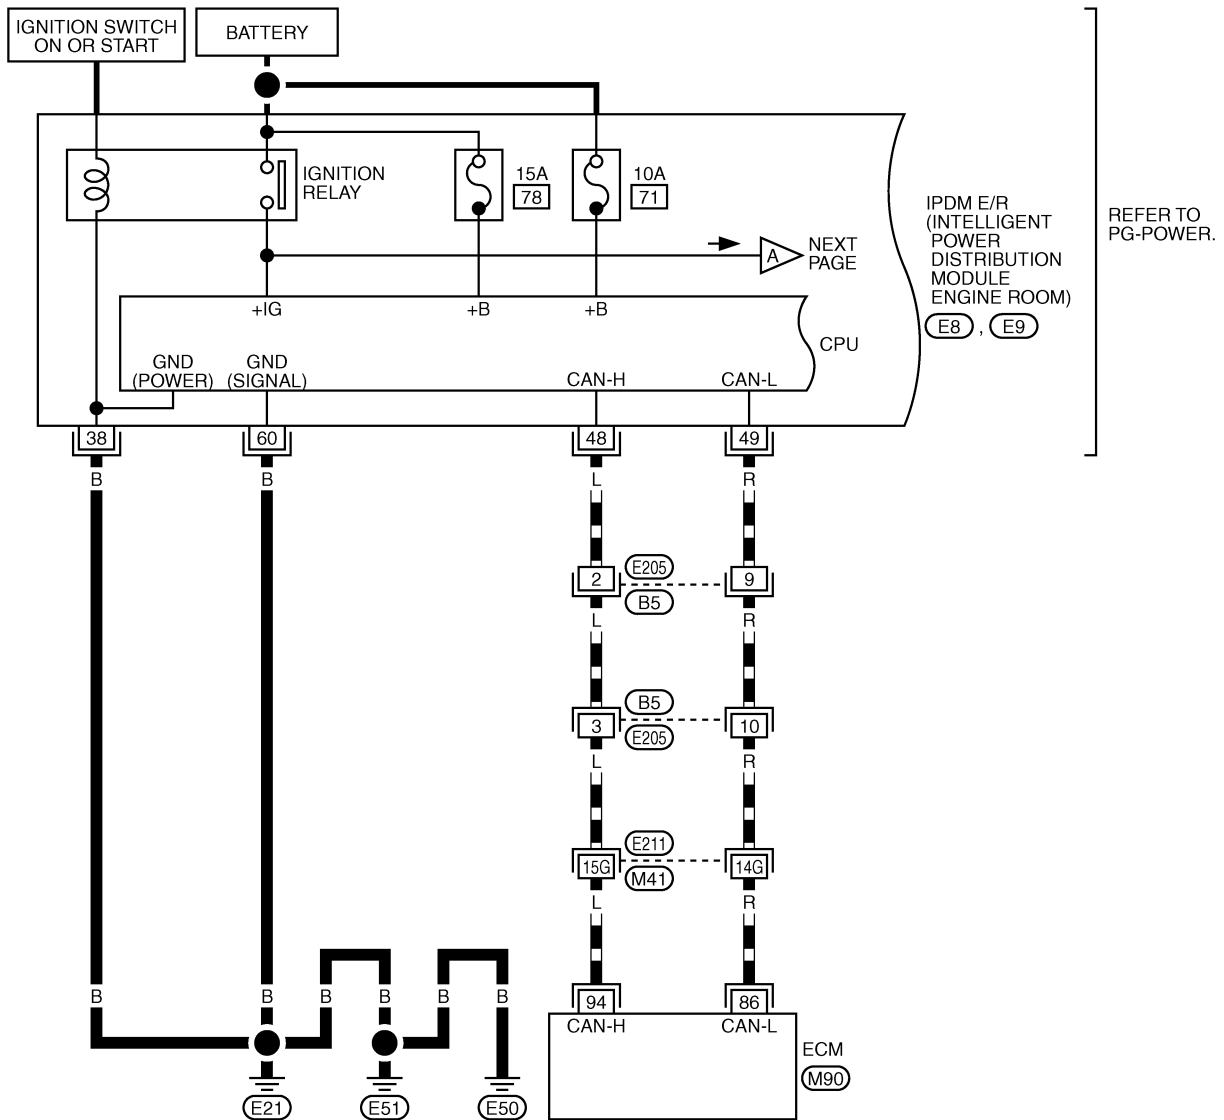 IGNITION SWITCH
ON OR START
BATTERY
IGNITION
RELAY
15A
78
10A
71
A
NEXT
PAGE
IPDM E/R
(INTELLIGENT
POWER
DISTRIBUTION
MODULE
ENGINE ROOM)
E8 , E9
REFER TO
PG-POWER.
+IG
+B
+B
CPU
GND
(POWER)
GND
(SIGNAL)
CAN-H
CAN-L
38
60
48
49
B
B
L
R
2
E205
B5
9
L
R
3
B5
E205
10
L
R
15G
E211
M41
14G
L
R
B
B
B
B
B
B
94
86
CAN-H
CAN-L
ECM
M90
E21
E51
E50